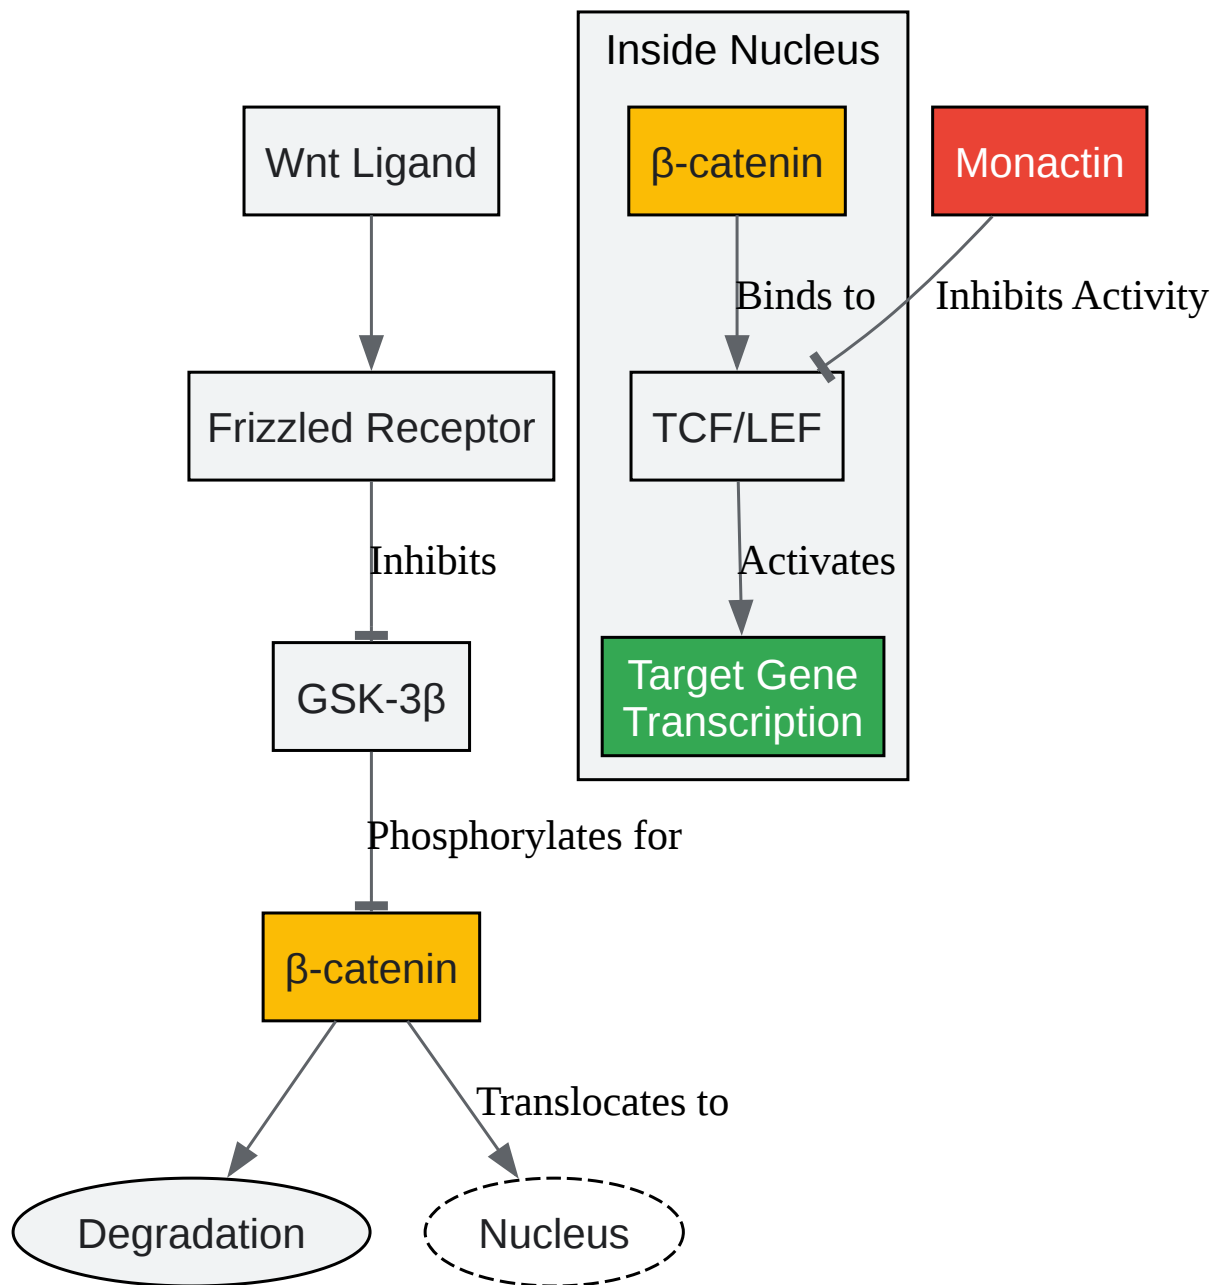 Inside Nucleus
Wnt Ligand
β-catenin
Monactin
Binds to
Inhibits Activity
Frizzled Receptor
TCF/LEF
Inhibits
Activates
GSK-3β
Target Gene
Transcription
Phosphorylates for
β-catenin
Translocates to
Degradation
Nucleus